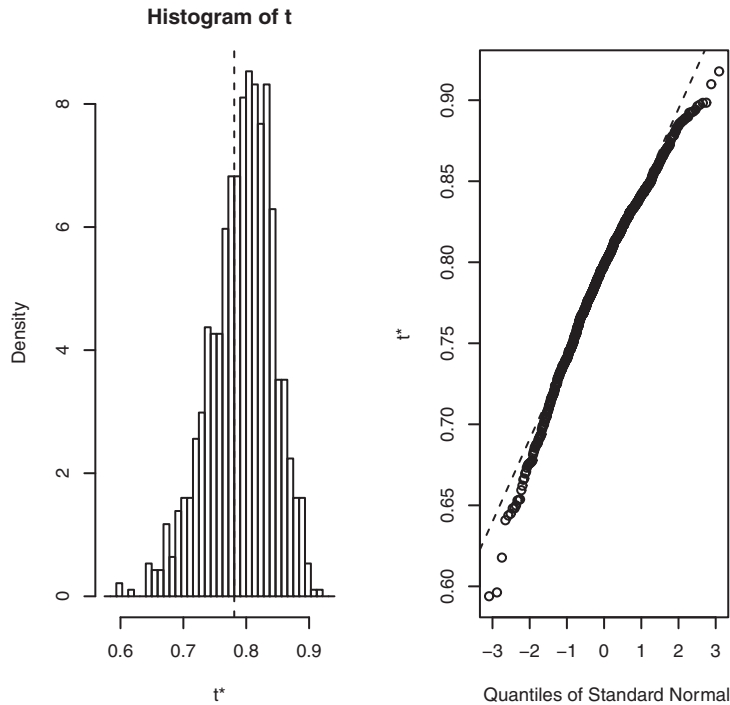 Histogram of t
Density
0 2 4 6 8
0.6 0.7 0.8 0.9
t*
t*
0.60 0.65 0.70 0.75 0.80 0.85 0.90
−3 −2 −1 0 1 2 3
Quantiles of Standard Normal